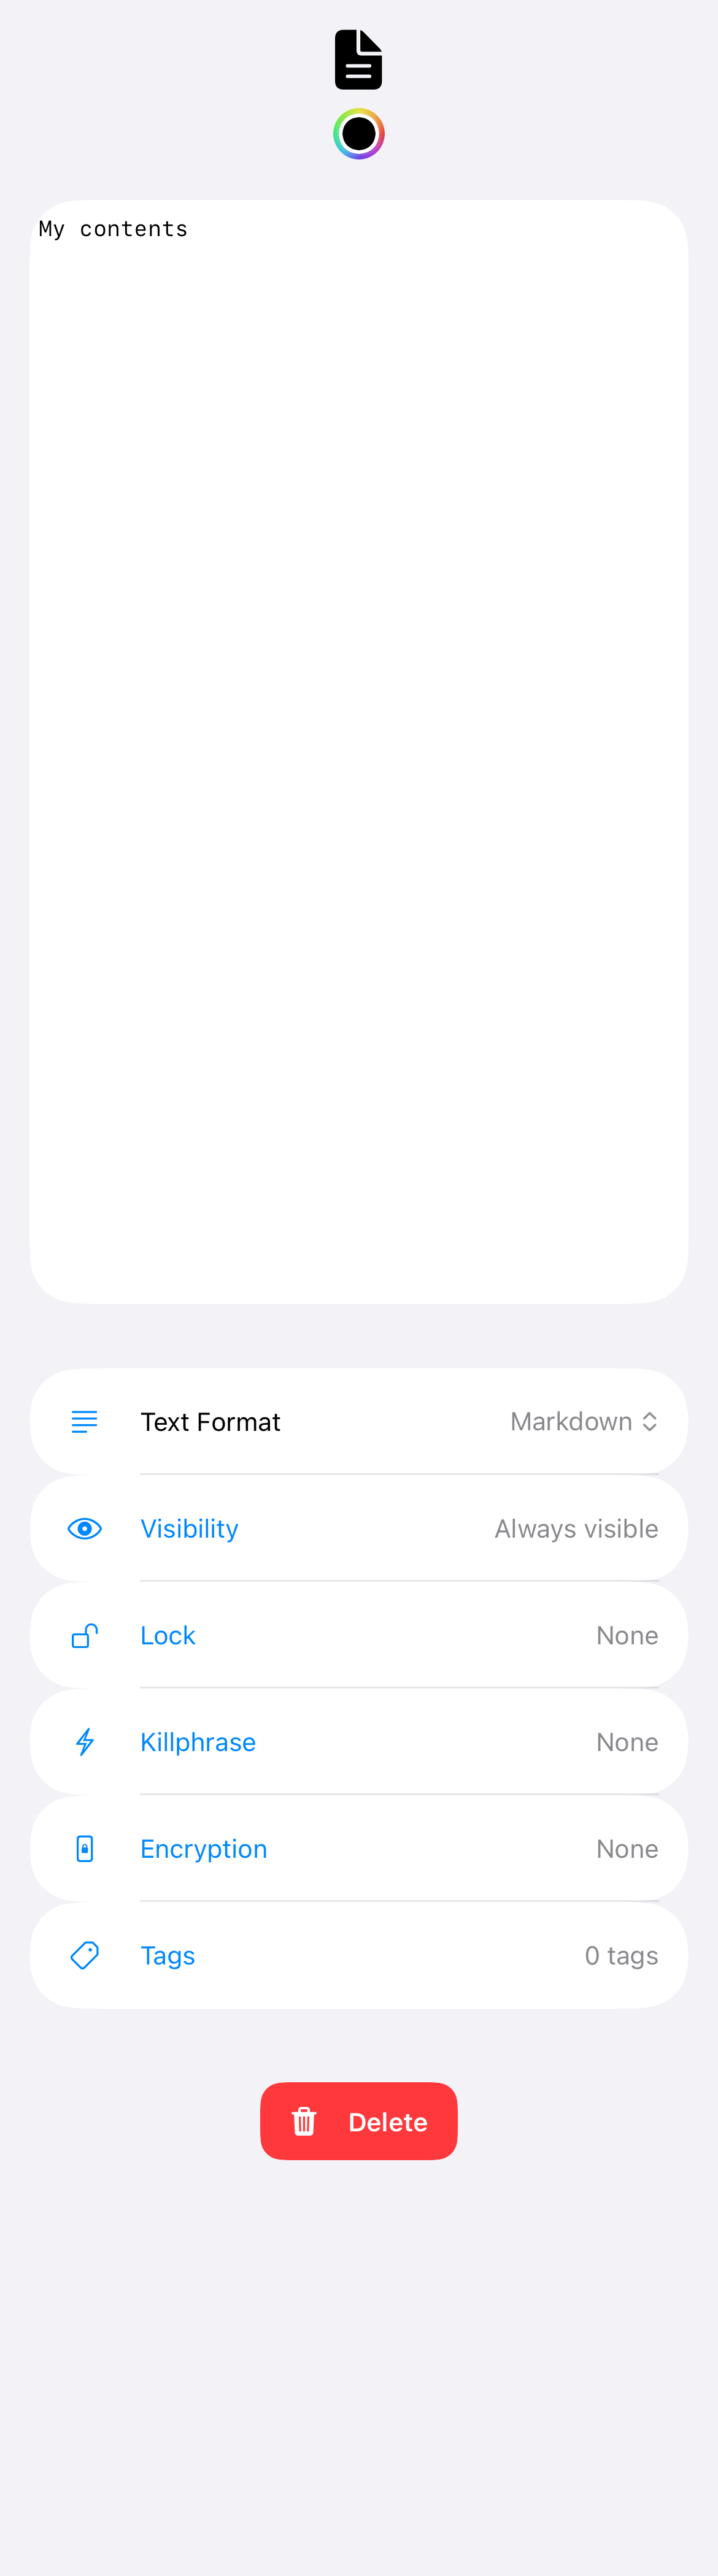 My contents
Text Format Markdown
Visibility Always visible
Lock None
Killphrase None
Encryption None
Tags 0 tags
Delete